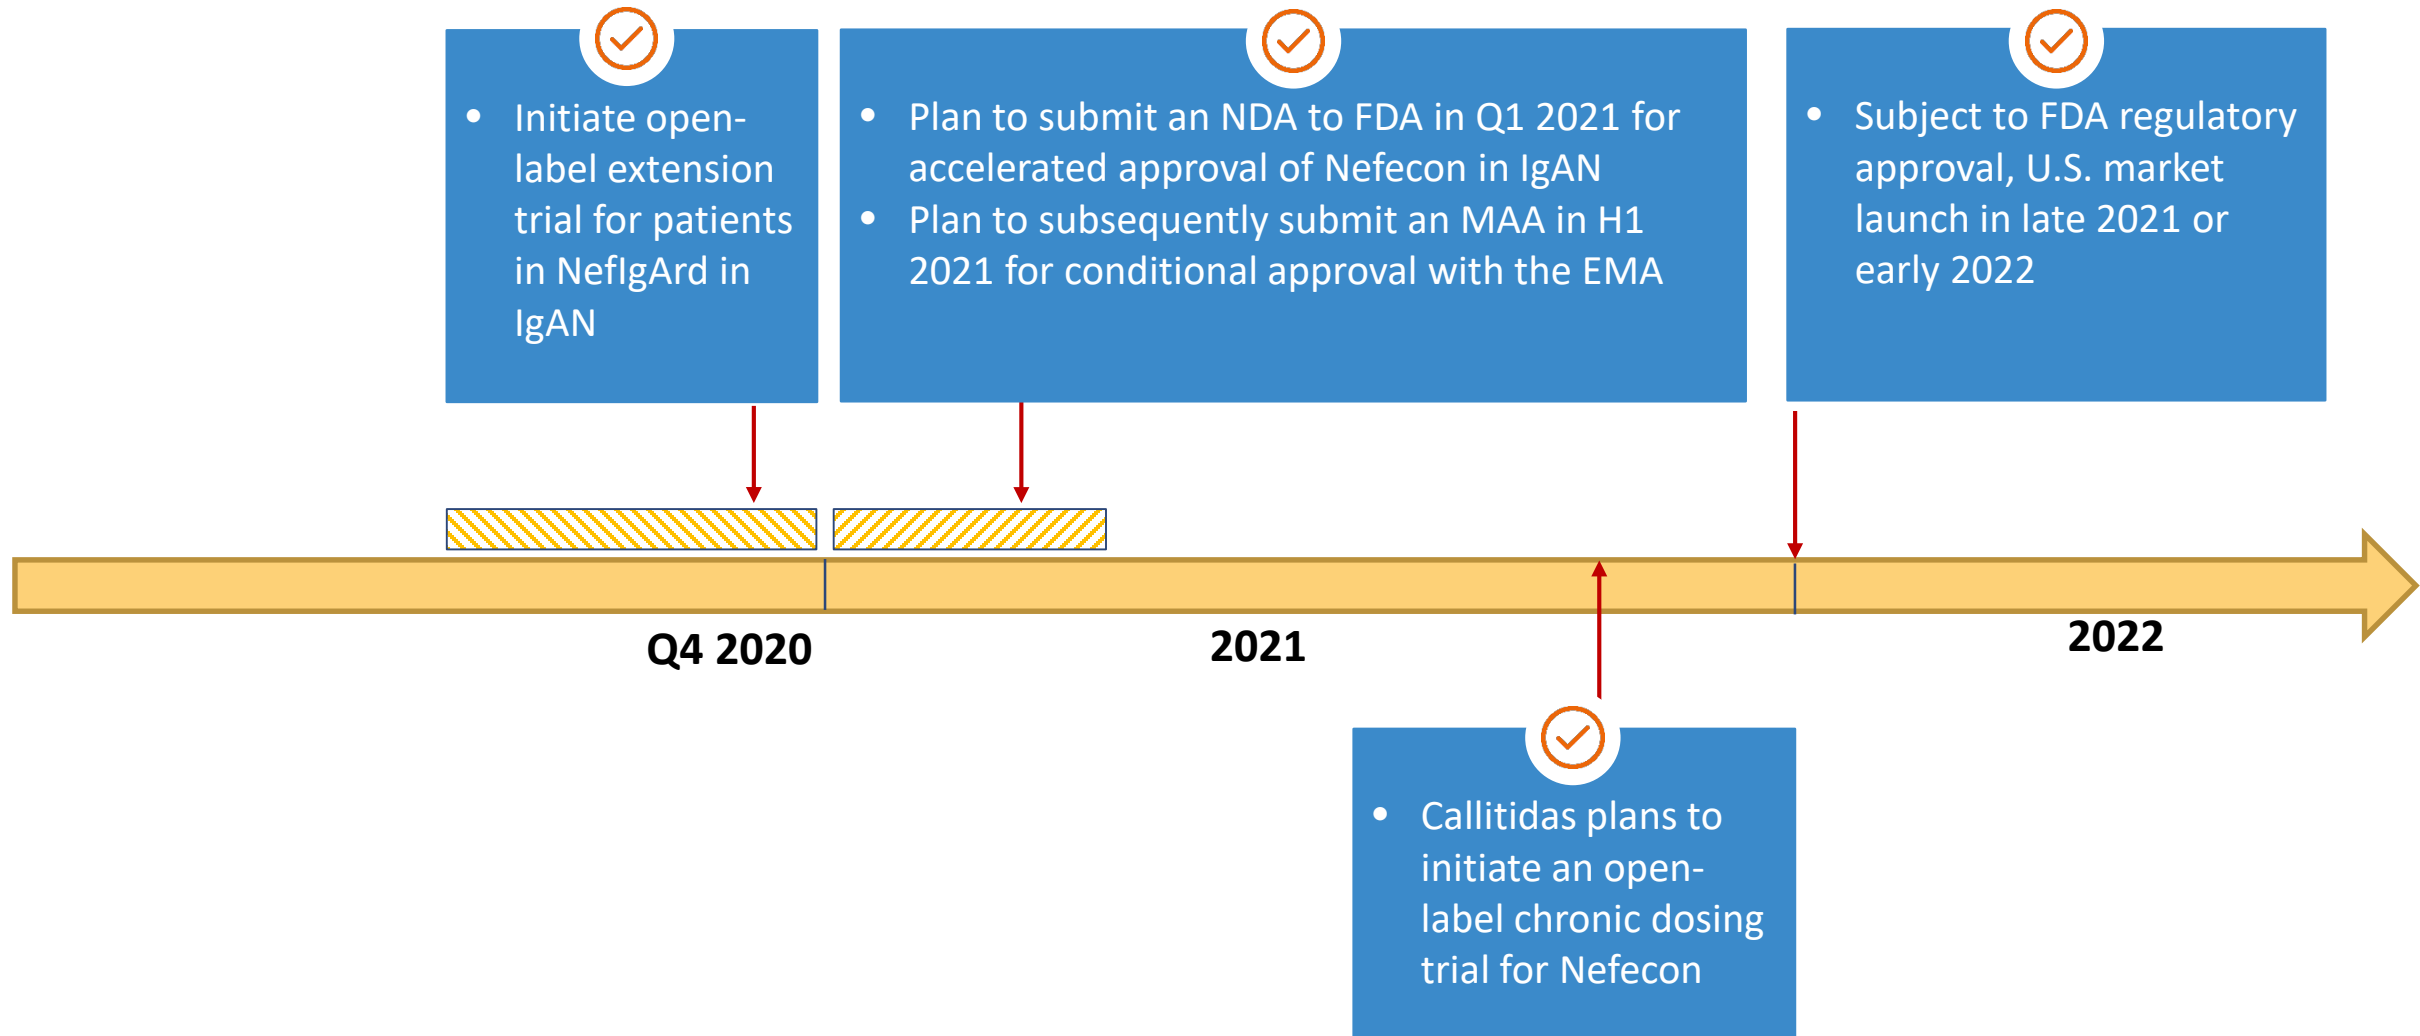 • Initiate open-
label extension
trial for patients
in NefIgArd in
IgAN
• Plan to submit an NDA to FDA in Q1 2021 for
accelerated approval of Nefecon in IgAN
• Plan to subsequently submit an MAA in H1
2021 for conditional approval with the EMA
• Subject to FDA regulatory
approval, U.S. market
launch in late 2021 or
early 2022
Q4 2020
2021
2022
• Callitidas plans to
initiate an open-
label chronic dosing
trial for Nefecon